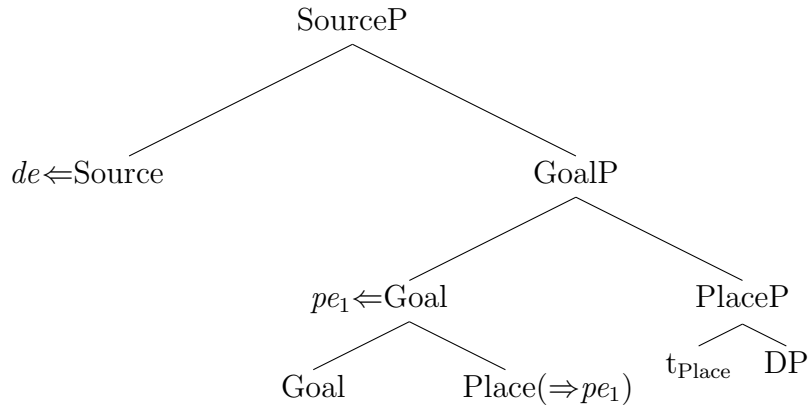 SourceP
de⇐Source GoalP
pe₁⇐Goal PlaceP
Goal Place(⇒pe₁) t_Place DP